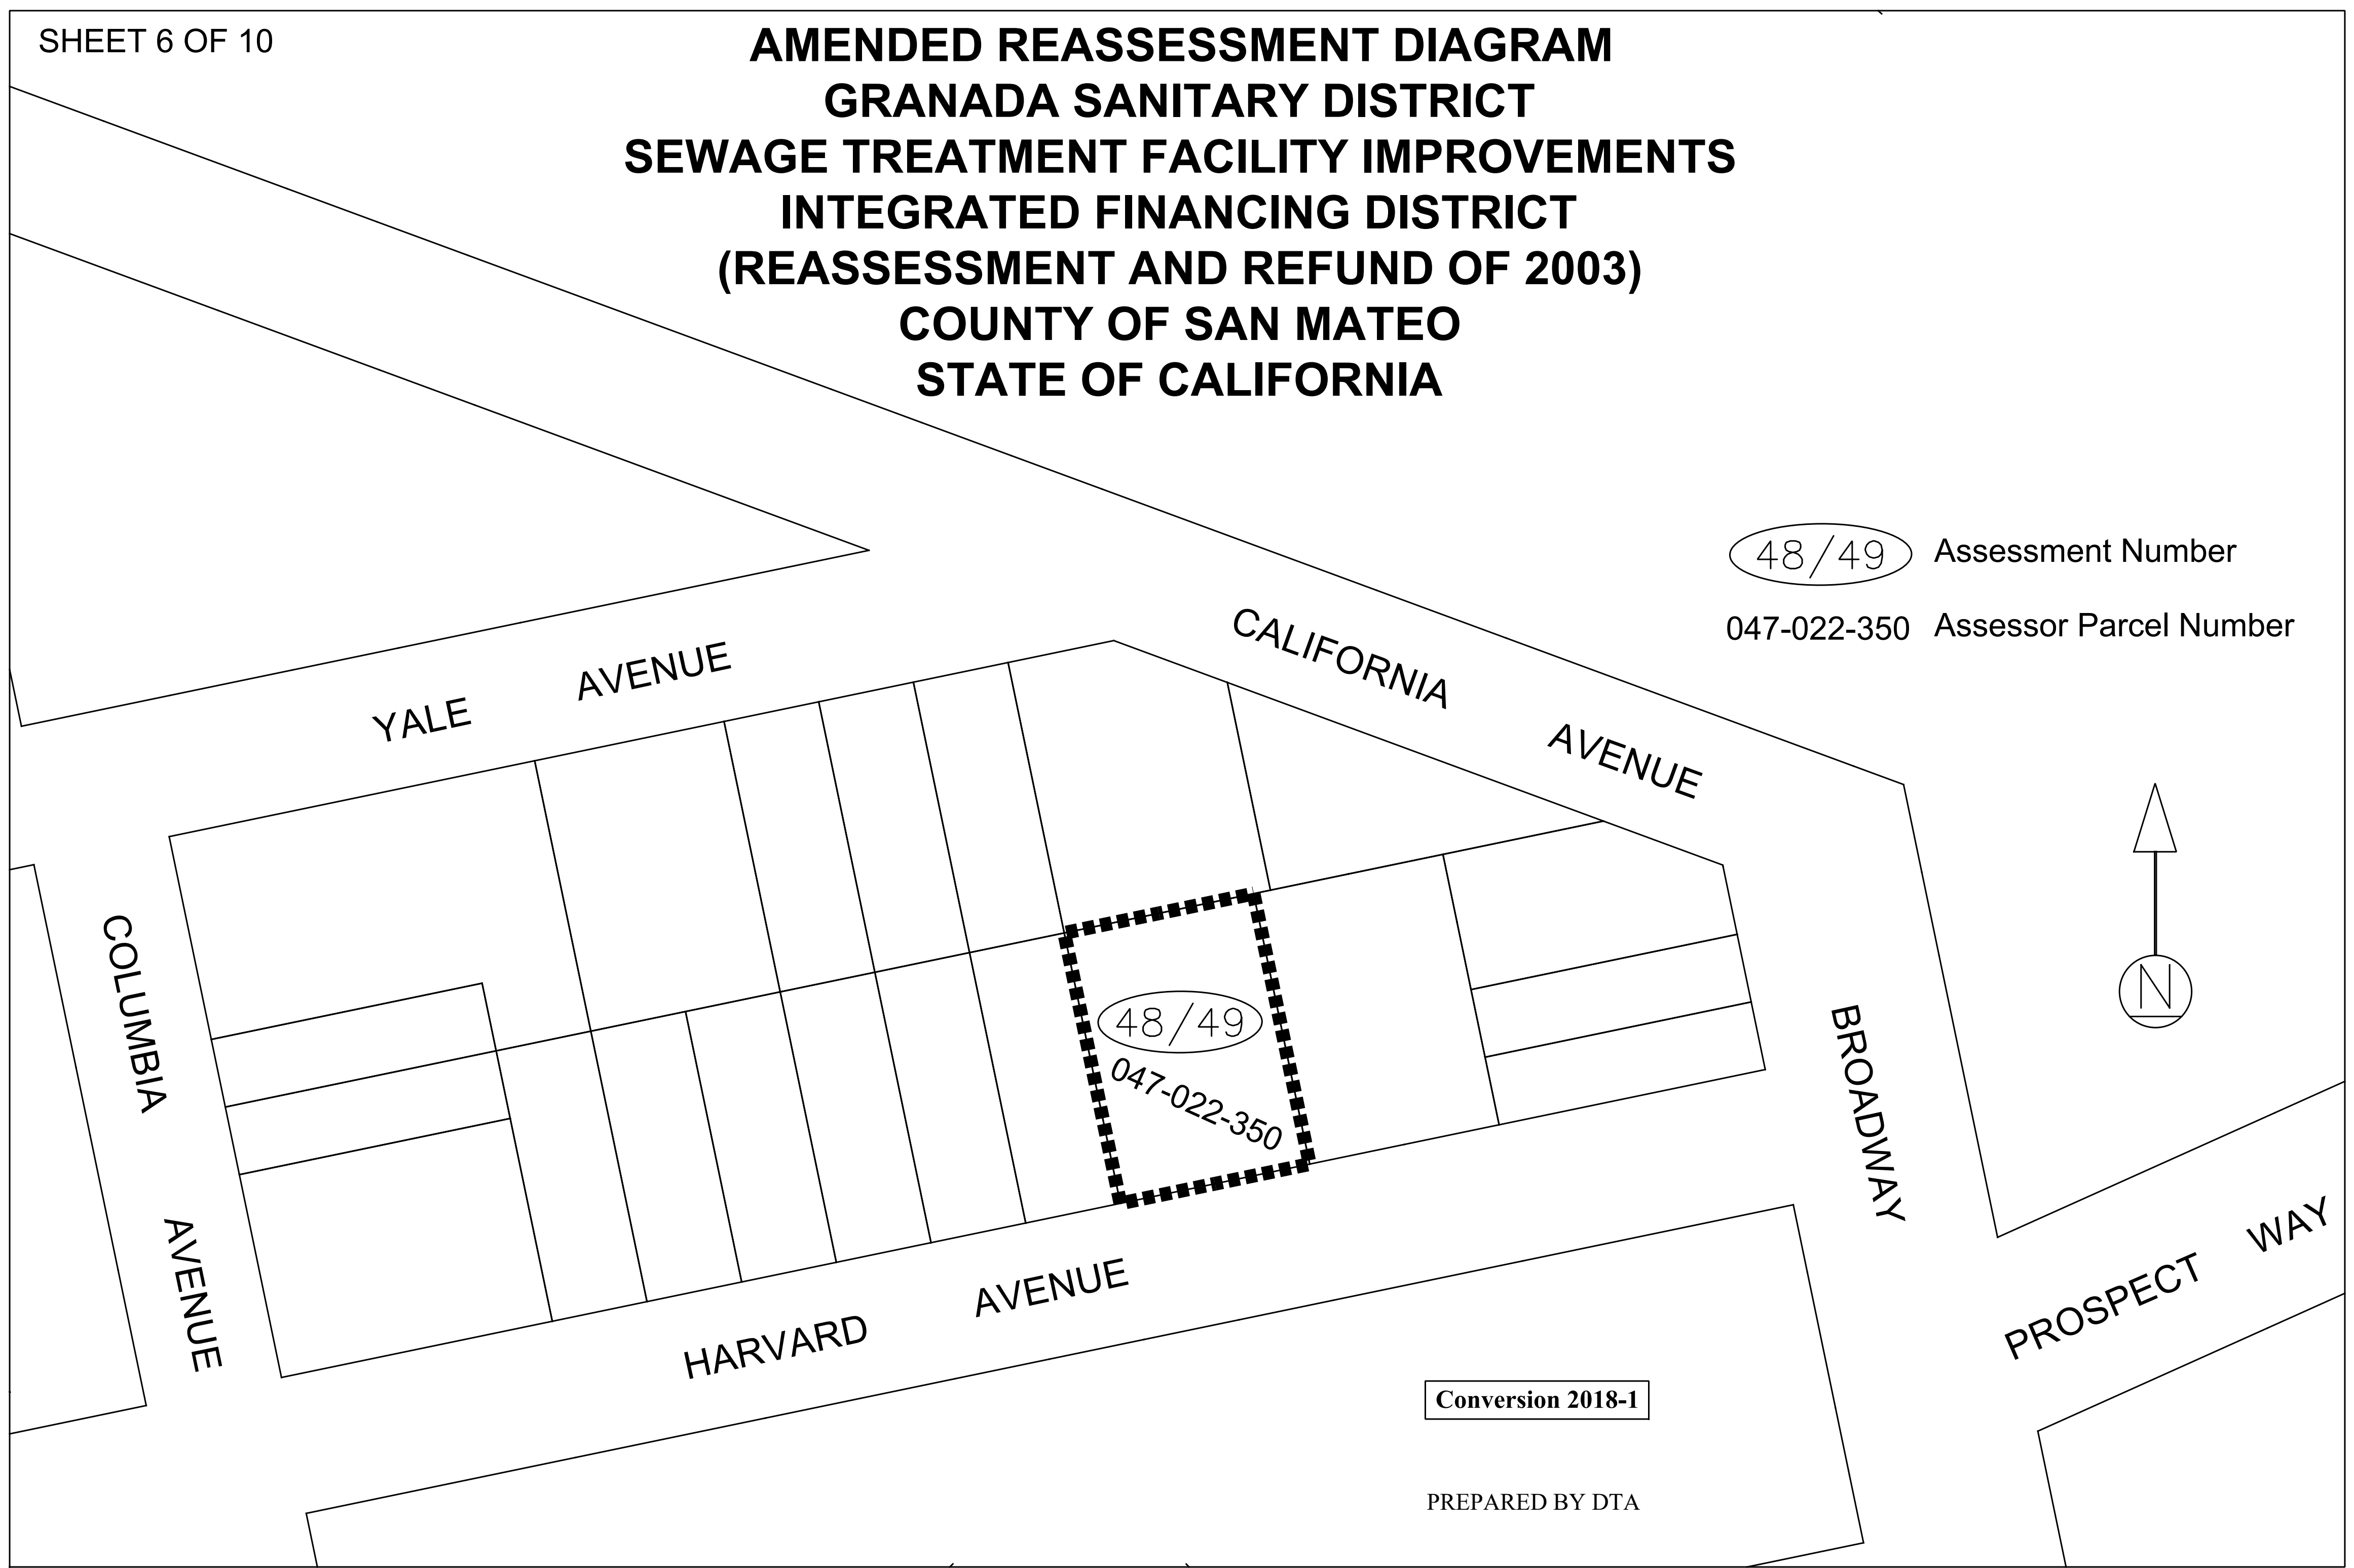 SHEET 6 OF 10
AMENDED REASSESSMENT DIAGRAM
GRANADA SANITARY DISTRICT
SEWAGE TREATMENT FACILITY IMPROVEMENTS
INTEGRATED FINANCING DISTRICT
(REASSESSMENT AND REFUND OF 2003)
COUNTY OF SAN MATEO
STATE OF CALIFORNIA
48/49 Assessment Number
047-022-350 Assessor Parcel Number
YALE AVENUE
CALIFORNIA AVENUE
COLUMBIA AVENUE
48/49
047-022-350
N
BROADWAY
HARVARD AVENUE
PROSPECT WAY
Conversion 2018-1
PREPARED BY DTA